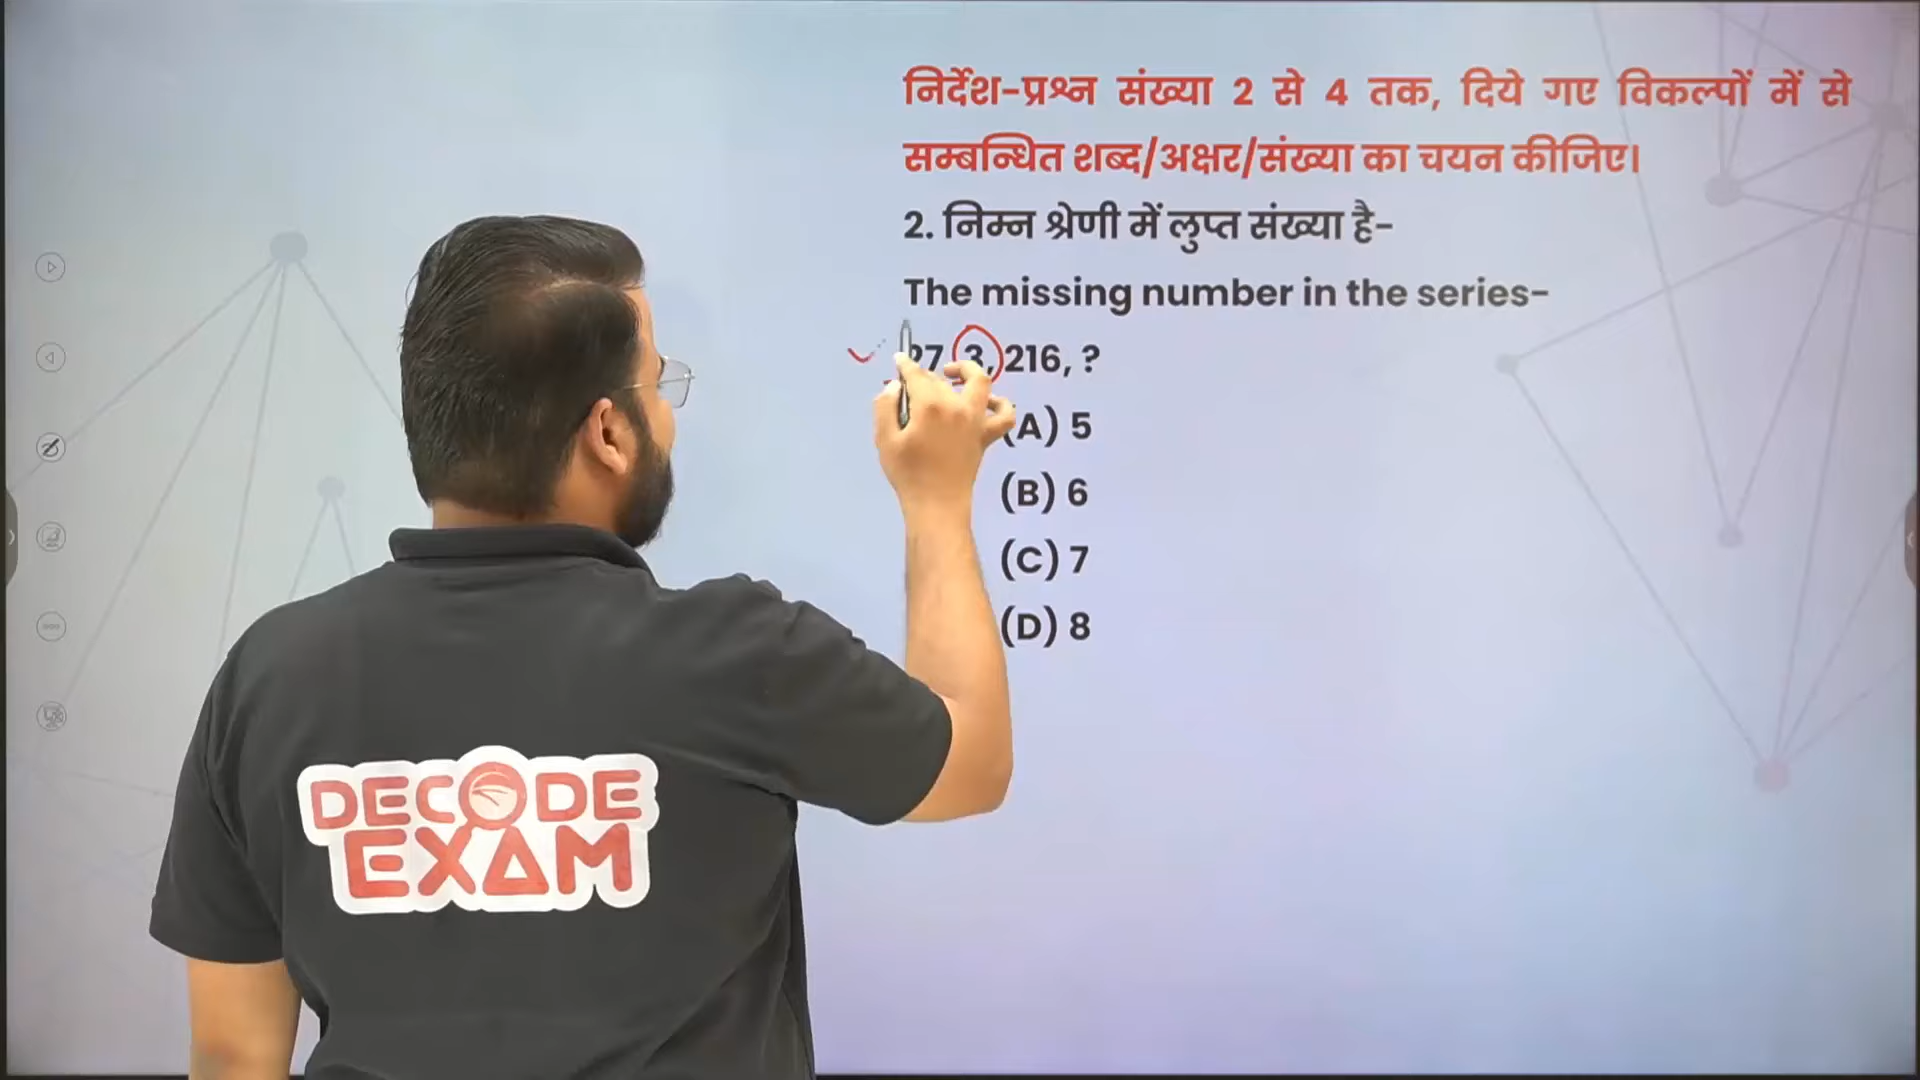 निर्देश-प्रश्न संख्या 2 से 4 तक, दिये गए विकल्पों में से
सम्बन्धित शब्द/अक्षर/संख्या का चयन कीजिए।
2. निम्न श्रेणी में लुप्त संख्या है-
The missing number in the series-
27, 3, 216, ?
(A) 5
(B) 6
(C) 7
(D) 8
DECODE
EXAM